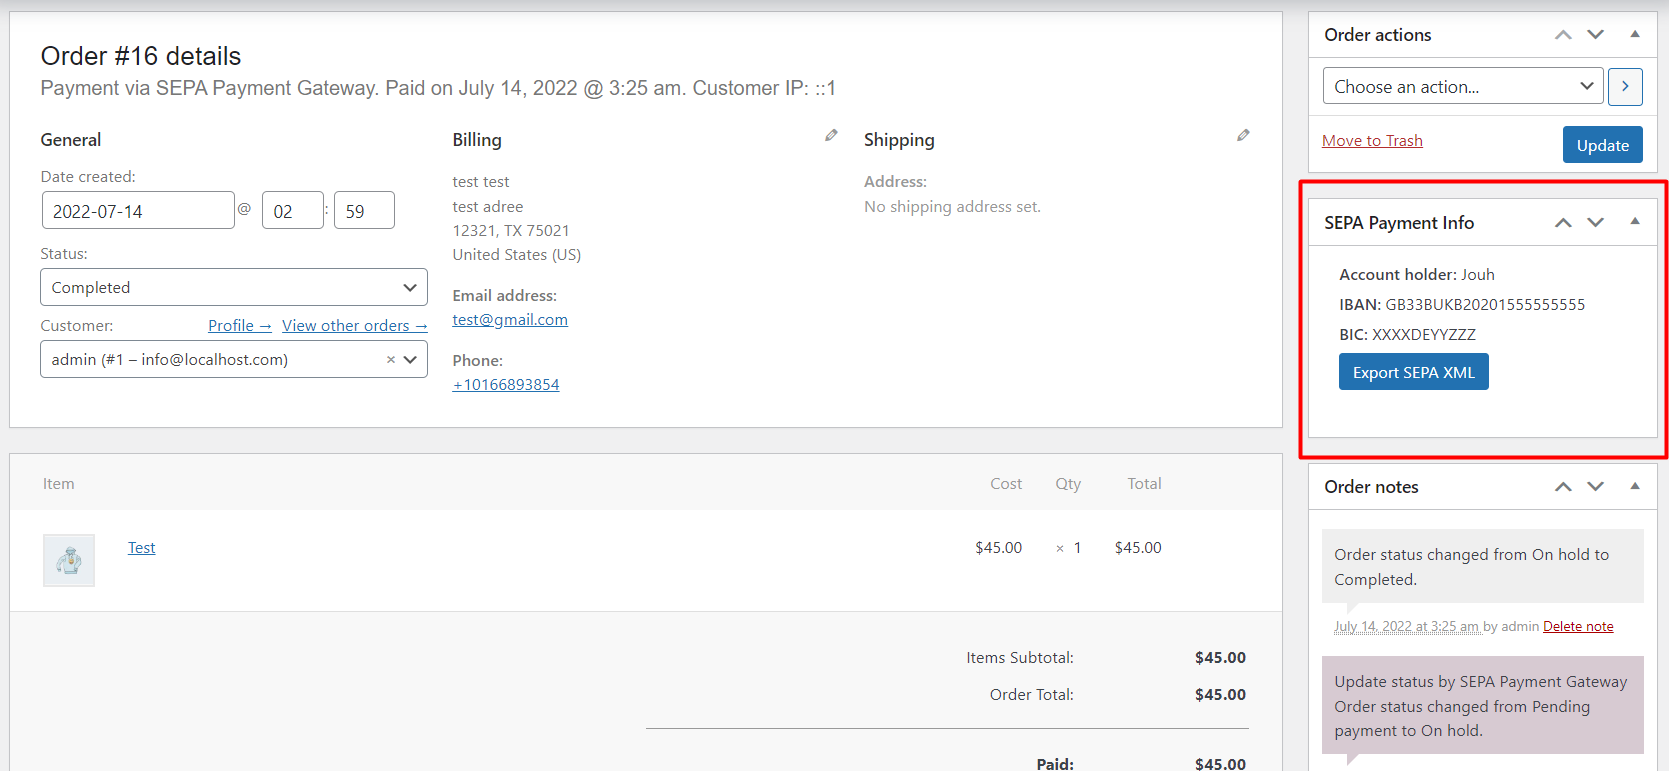 Order #16 details
Payment via SEPA Payment Gateway. Paid on July 14, 2022 @ 3:25 am. Customer IP: ::1
General
Date created:
2022-07-14 @ 02 : 59
Status:
Completed
Customer: Profile → View other orders →
admin (#1 – info@localhost.com) ×
Billing
test test
test adree
12321, TX 75021
United States (US)
Email address:
test@gmail.com
Phone:
+10166893854
Shipping
Address:
No shipping address set.
Item Cost Qty Total
Test $45.00 × 1 $45.00
Items Subtotal: $45.00
Order Total: $45.00
Paid: $45.00
Order actions
Choose an action...
Move to Trash Update
SEPA Payment Info
Account holder: Jouh
IBAN: GB33BUKB20201555555555
BIC: XXXXDEYYZZZ
Export SEPA XML
Order notes
Order status changed from On hold to
Completed.
July 14, 2022 at 3:25 am by admin Delete note
Update status by SEPA Payment Gateway
Order status changed from Pending
payment to On hold.